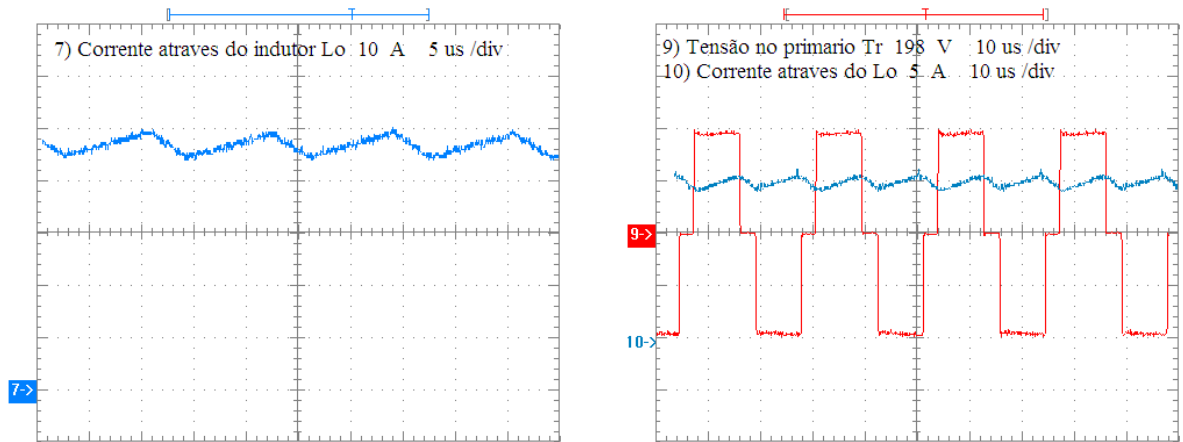 7) Corrente atraves do indutor Lo 10 A 5 us /div
7->
9) Tensão no primario Tr 198 V 10 us /div
10) Corrente atraves do Lo 5 A 10 us /div
9->
10->